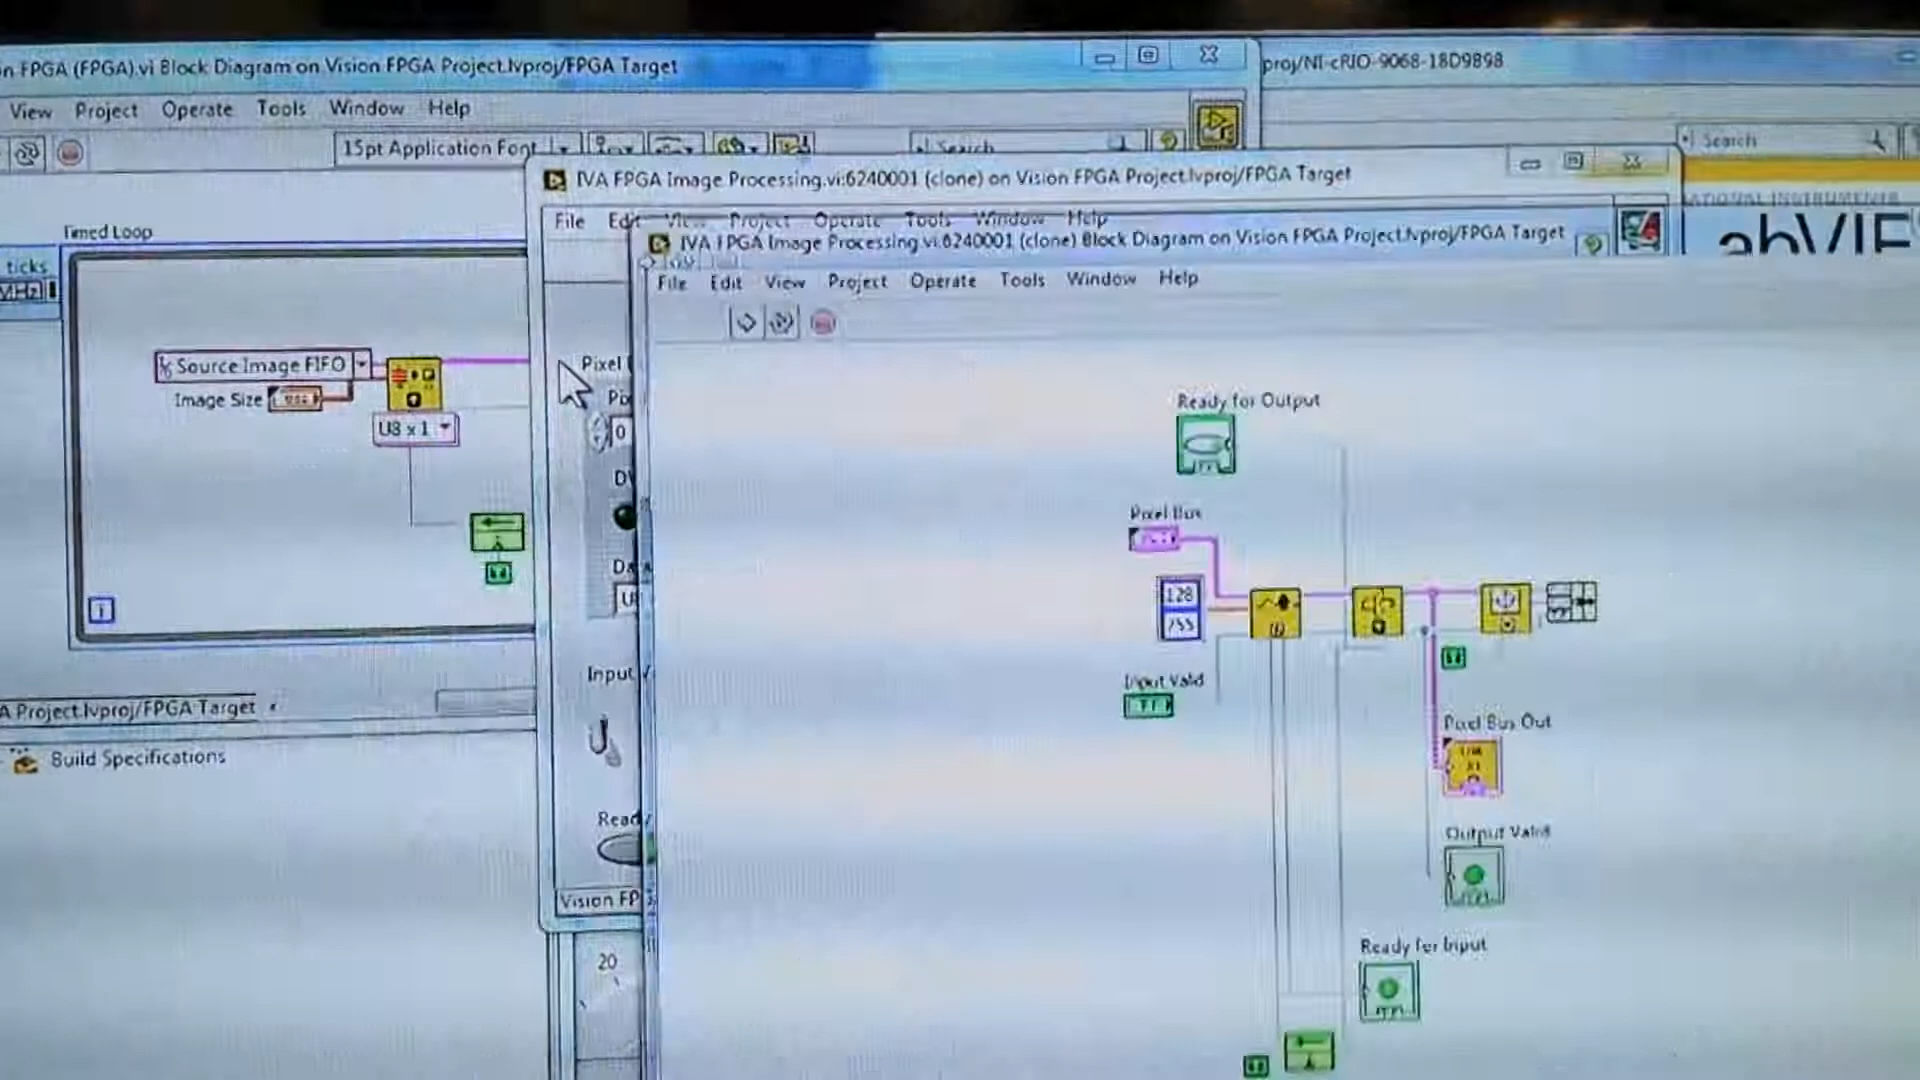 n FPGA (FPGA).vi Block Diagram on Vision FPGA Project.lvproj/FPGA Target
proj/NI-cRIO-9068-18D9898
View Project Operate Tools Window Help
15pt Application Font
Search
Search
IVA FPGA Image Processing.vi:6240001 (clone) on Vision FPGA Project.lvproj/FPGA Target
File Edit View Project Operate Tools Window Help
IVA FPGA Image Processing.vi:6240001 (clone) Block Diagram on Vision FPGA Project.lvproj/FPGA Target
File Edit View Project Operate Tools Window Help
NATIONAL INSTRUMENTS
abVIE
Timed Loop
ticks
MHz
Source Image FIFO
Image Size
U8 x 1
i
Pixel
Pix
0
Da
U
Input
Read
Vision FP
20
A Project.lvproj/FPGA Target
Build Specifications
Ready for Output
Pixel Bus
128
255
Input Valid
Pixel Bus Out
Output Valid
Ready for Input